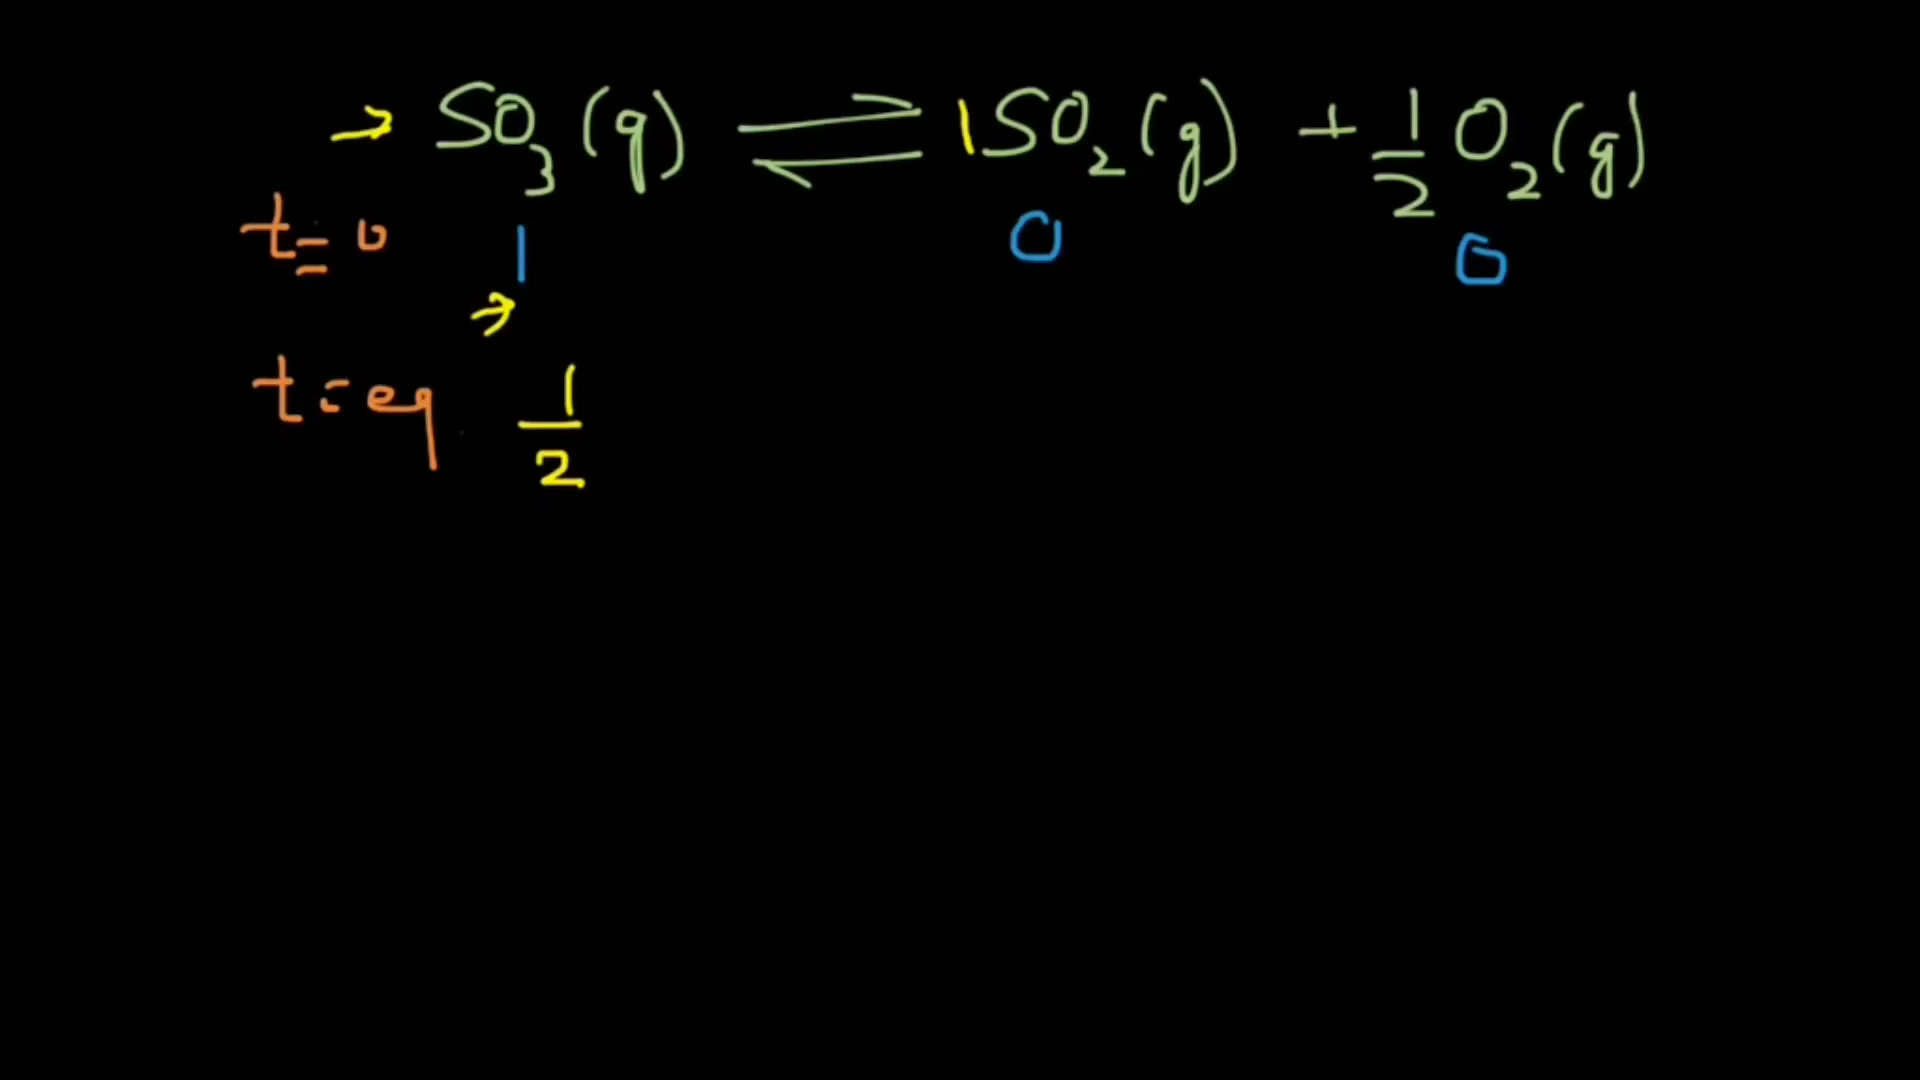 → SO₃(g) ⇌ 1SO₂(g) + 1/2 O₂(g)
t=0 1 0 0
→
t=eq 1/2